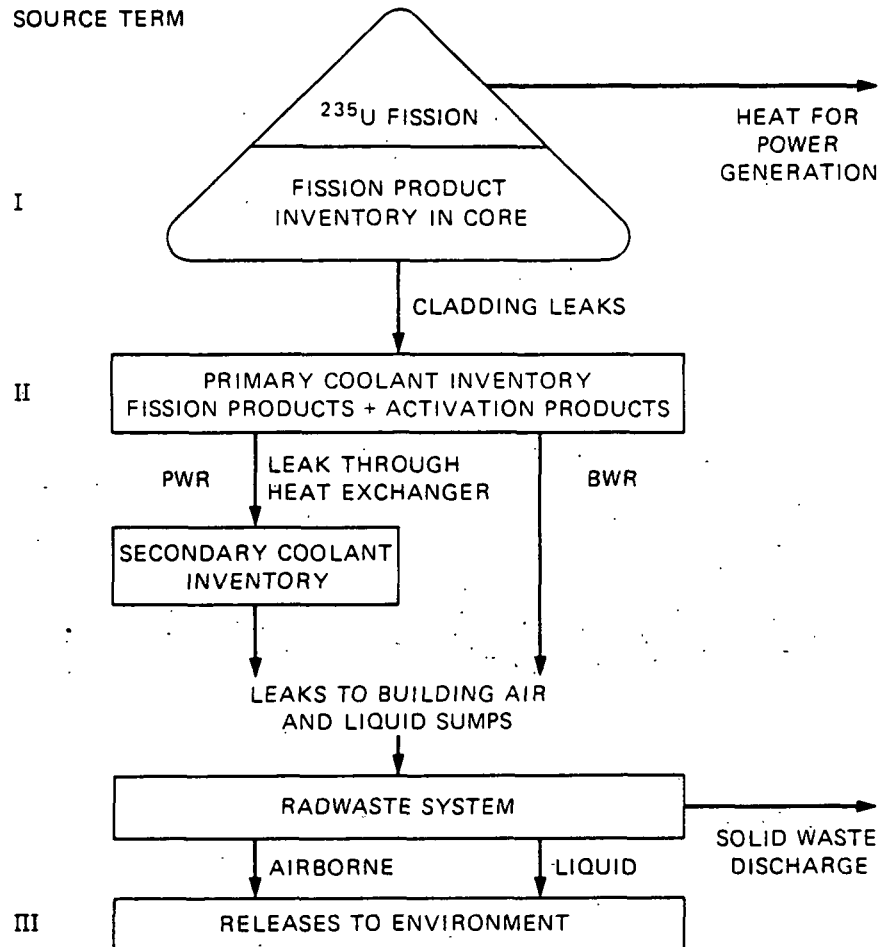 SOURCE TERM
²³⁵U FISSION
HEAT FOR
POWER
GENERATION
I
FISSION PRODUCT
INVENTORY IN CORE
CLADDING LEAKS
II
PRIMARY COOLANT INVENTORY
FISSION PRODUCTS + ACTIVATION PRODUCTS
PWR
LEAK THROUGH
HEAT EXCHANGER
BWR
SECONDARY COOLANT
INVENTORY
LEAKS TO BUILDING AIR
AND LIQUID SUMPS
RADWASTE SYSTEM
SOLID WASTE
DISCHARGE
AIRBORNE
LIQUID
III
RELEASES TO ENVIRONMENT